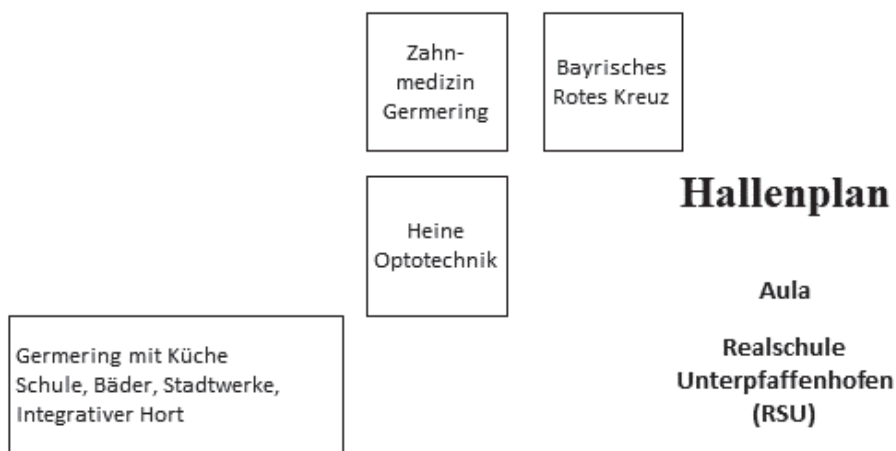 Zahn-
medizin
Germering
Bayrisches
Rotes Kreuz
Hallenplan
Heine
Optotechnik
Aula
Realschule
Unterpfaffenhofen
(RSU)
Germering mit Küche
Schule, Bäder, Stadtwerke,
Integrativer Hort